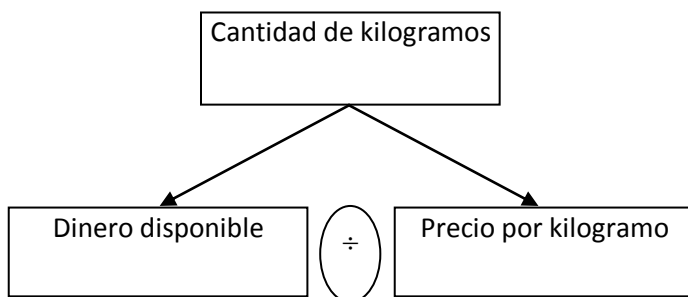 Cantidad de kilogramos
Dinero disponible
÷
Precio por kilogramo